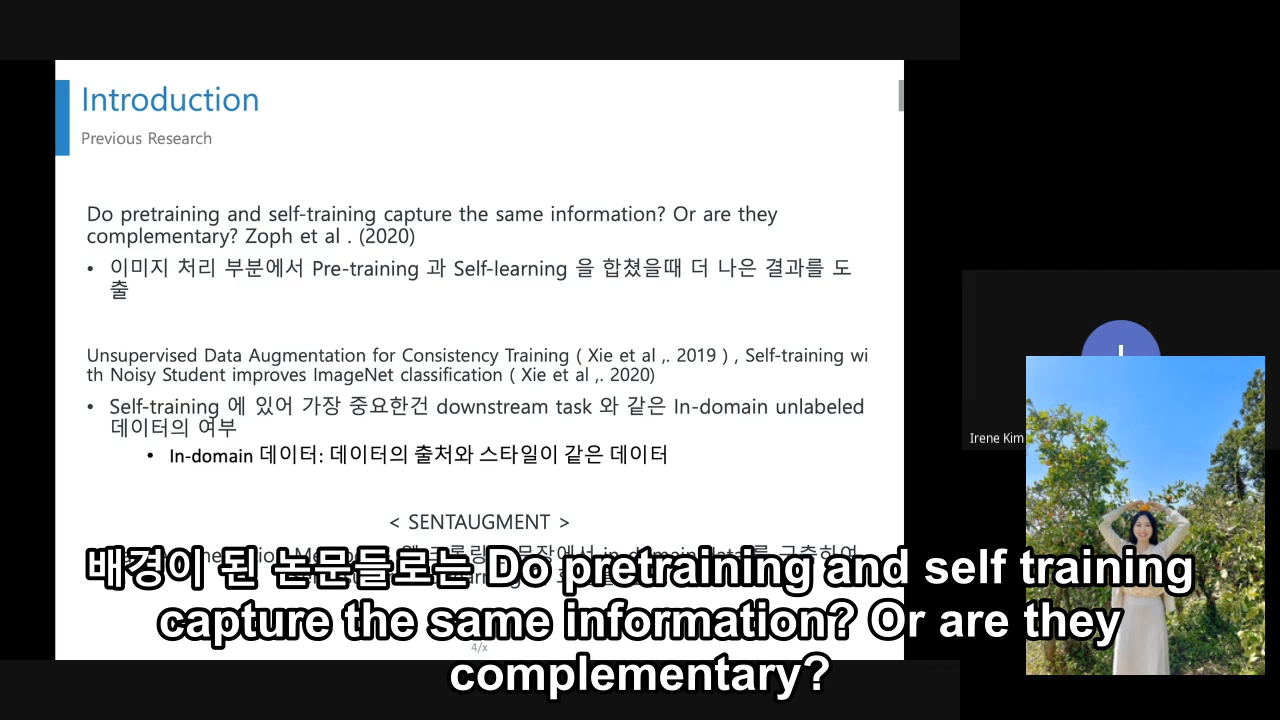 Introduction
Previous Research
Do pretraining and self-training capture the same information? Or are they
complementary? Zoph et al . (2020)
• 이미지 처리 부분에서 Pre-training 과 Self-learning 을 합쳤을때 더 나은 결과를 도
출
Unsupervised Data Augmentation for Consistency Training ( Xie et al ,. 2019 ) , Self-training wi
th Noisy Student improves ImageNet classification ( Xie et al ,. 2020)
• Self-training 에 있어 가장 중요한건 downstream task 와 같은 In-domain unlabeled
데이터의 여부
• In-domain 데이터: 데이터의 출처와 스타일이 같은 데이터
< SENTAUGMENT >
4/x
Irene Kim
배경이 된 논문들로는 Do pretraining and self training
capture the same information? Or are they
complementary?